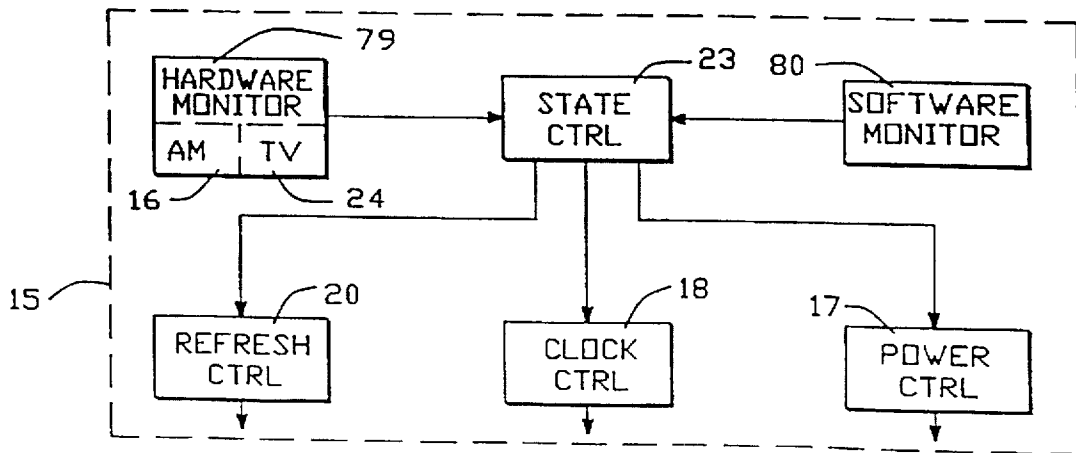 79
HARDWARE
MONITOR
AM
TV
16
24
23
STATE
CTRL
80
SOFTWARE
MONITOR
15
20
REFRESH
CTRL
18
CLOCK
CTRL
17
POWER
CTRL